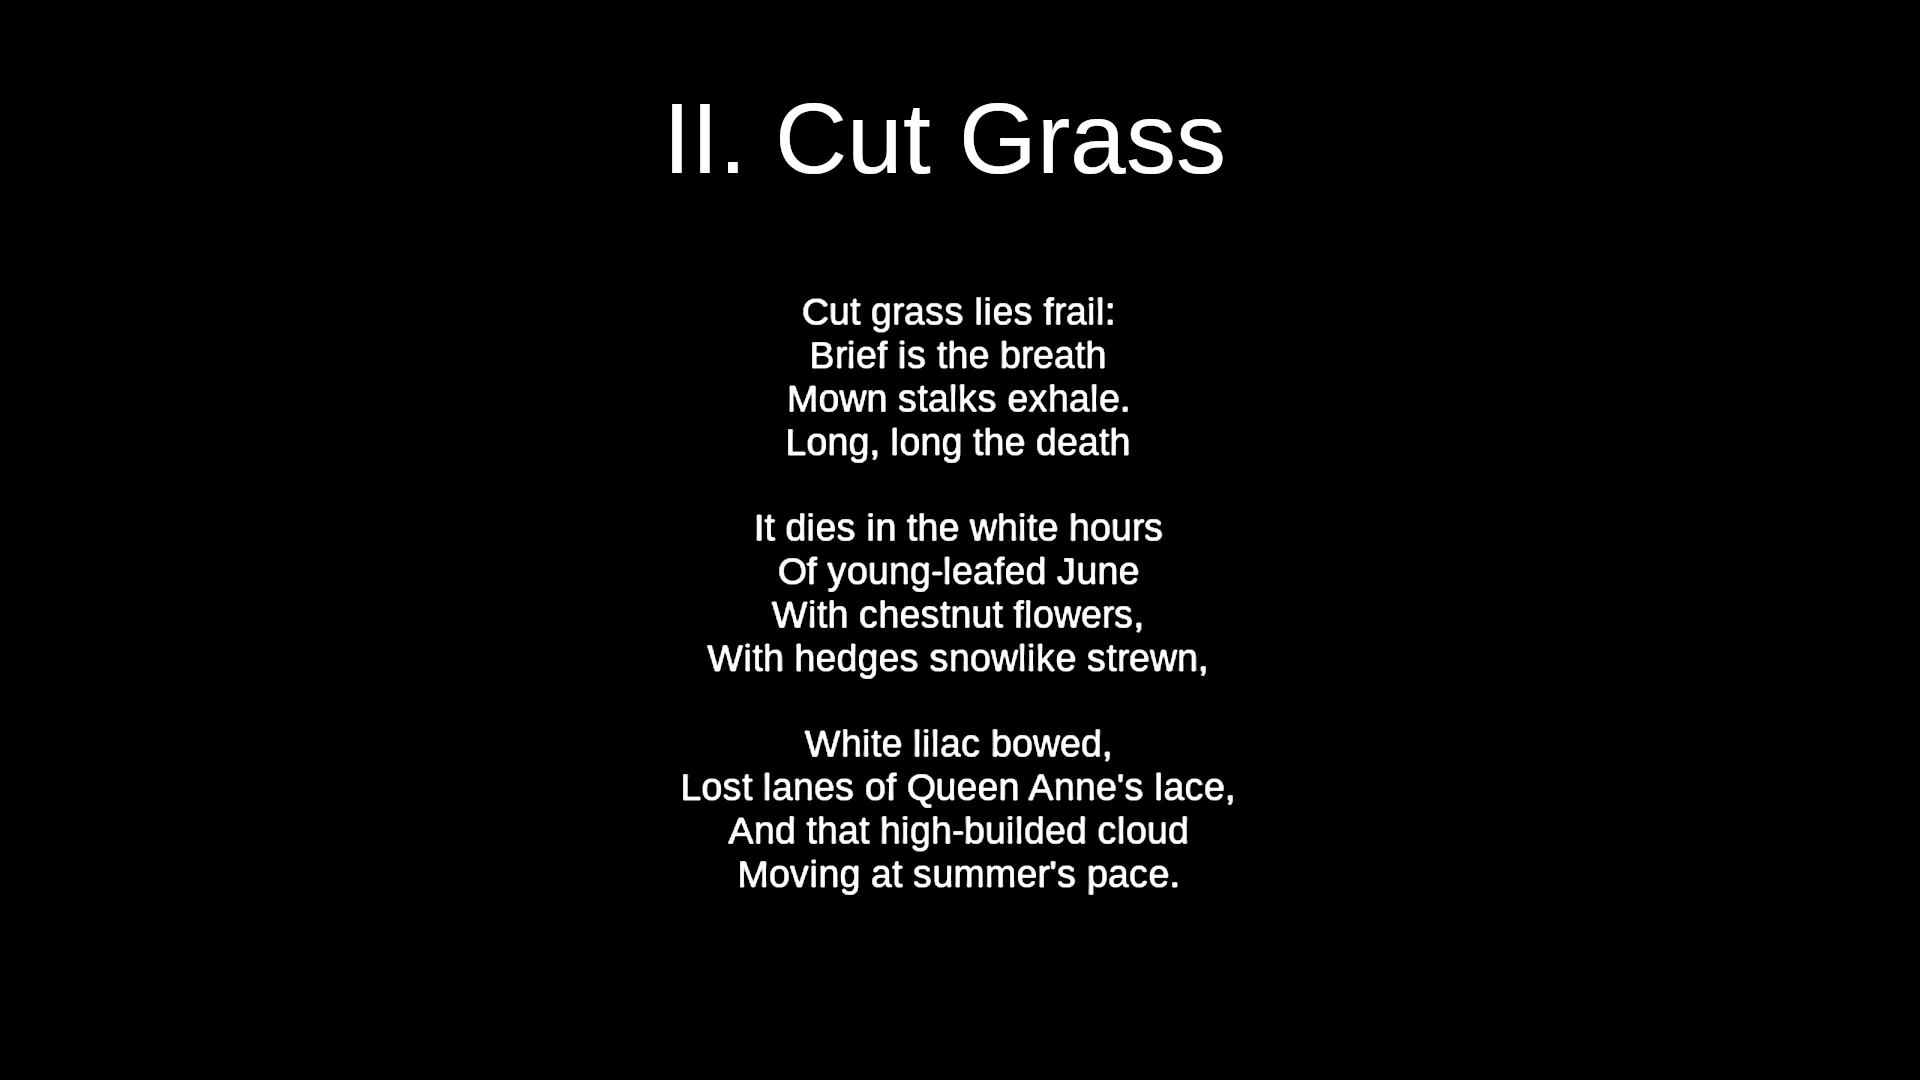 II. Cut Grass
Cut grass lies frail:
Brief is the breath
Mown stalks exhale.
Long, long the death
It dies in the white hours
Of young-leafed June
With chestnut flowers,
With hedges snowlike strewn,
White lilac bowed,
Lost lanes of Queen Anne's lace,
And that high-builded cloud
Moving at summer's pace.